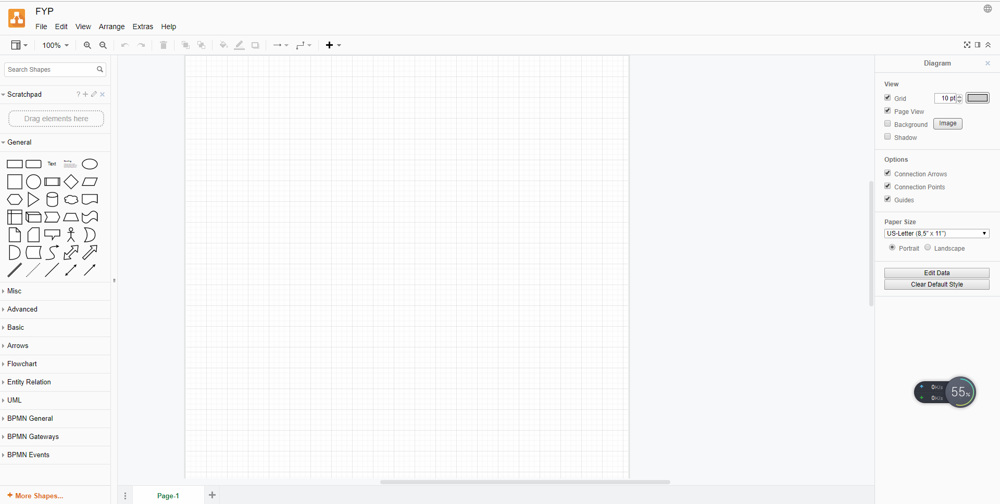 FYP
File Edit View Arrange Extras Help
100%
Search Shapes
Scratchpad
?
Drag elements here
General
Text
Misc
Advanced
Basic
Arrows
Flowchart
Entity Relation
UML
BPMN General
BPMN Gateways
BPMN Events
+ More Shapes...
Page-1
Diagram
View
Grid 10 pt
Page View
Background Image
Shadow
Options
Connection Arrows
Connection Points
Guides
Paper Size
US-Letter (8,5" x 11")
Portrait Landscape
Edit Data
Clear Default Style
0K/s
0K/s
55%